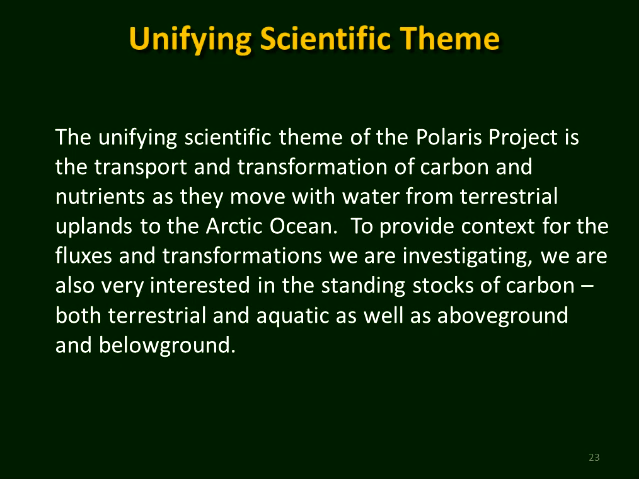 Unifying Scientific Theme
The unifying scientific theme of the Polaris Project is
the transport and transformation of carbon and
nutrients as they move with water from terrestrial
uplands to the Arctic Ocean.  To provide context for the
fluxes and transformations we are investigating, we are
also very interested in the standing stocks of carbon –
both terrestrial and aquatic as well as aboveground
and belowground.
23